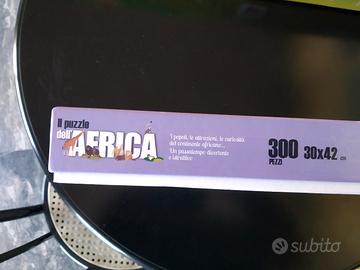 Il puzzle
dell'AFRICA
I popoli, le attrazioni, le curiosità
del continente africano...
Un passatempo divertente
e istruttivo
300
PEZZI
30x42 cm
subito